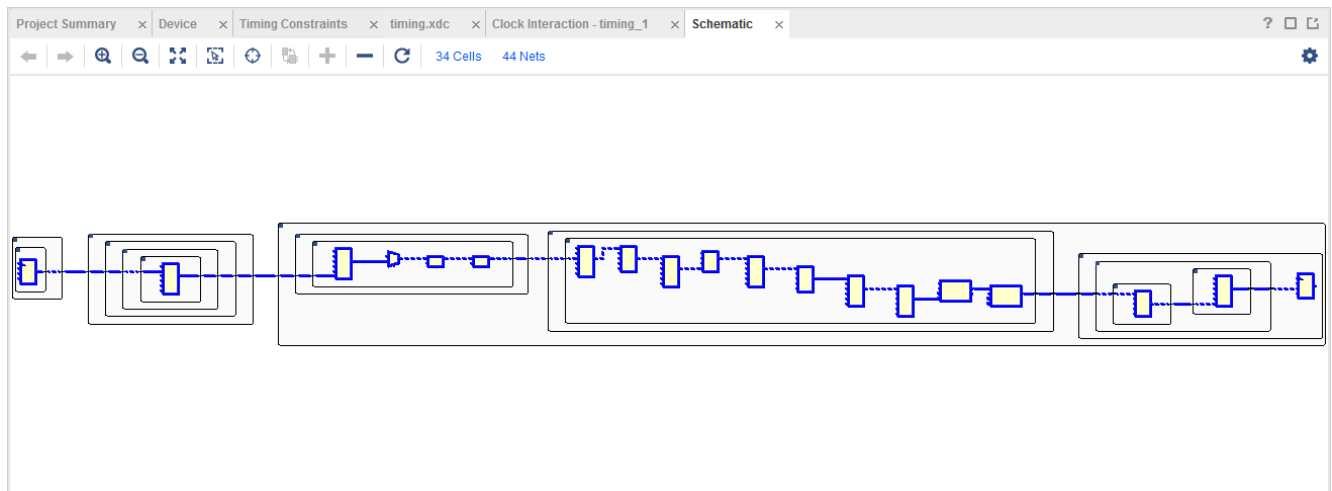 Project Summary × Device × Timing Constraints × timing.xdc × Clock Interaction - timing_1 × Schematic × ?
34 Cells 44 Nets